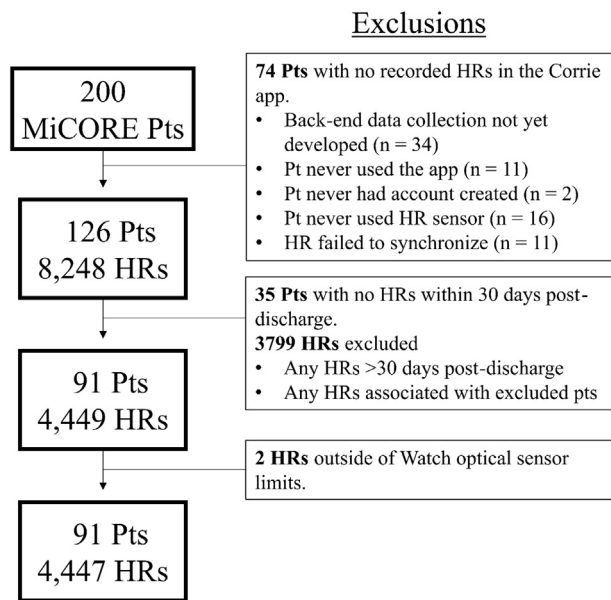 Exclusions
200
MiCORE Pts
74 Pts with no recorded HRs in the Corrie
app.
• Back-end data collection not yet
developed (n = 34)
• Pt never used the app (n = 11)
• Pt never had account created (n = 2)
• Pt never used HR sensor (n = 16)
• HR failed to synchronize (n = 11)
126 Pts
8,248 HRs
35 Pts with no HRs within 30 days post-
discharge.
3799 HRs excluded
• Any HRs >30 days post-discharge
• Any HRs associated with excluded pts
91 Pts
4,449 HRs
2 HRs outside of Watch optical sensor
limits.
91 Pts
4,447 HRs